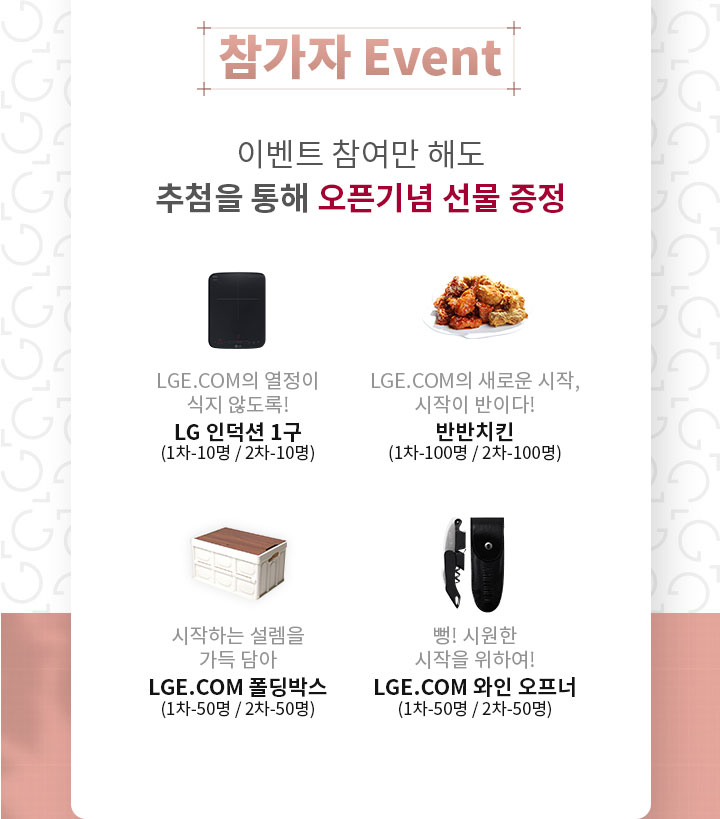 참가자 Event
이벤트 참여만 해도
추첨을 통해 오픈기념 선물 증정
LGE.COM의 열정이
식지 않도록!
LG 인덕션 1구
(1차-10명 / 2차-10명)
LGE.COM의 새로운 시작,
시작이 반이다!
반반치킨
(1차-100명 / 2차-100명)
시작하는 설렘을
가득 담아
LGE.COM 폴딩박스
(1차-50명 / 2차-50명)
뻥! 시원한
시작을 위하여!
LGE.COM 와인 오프너
(1차-50명 / 2차-50명)